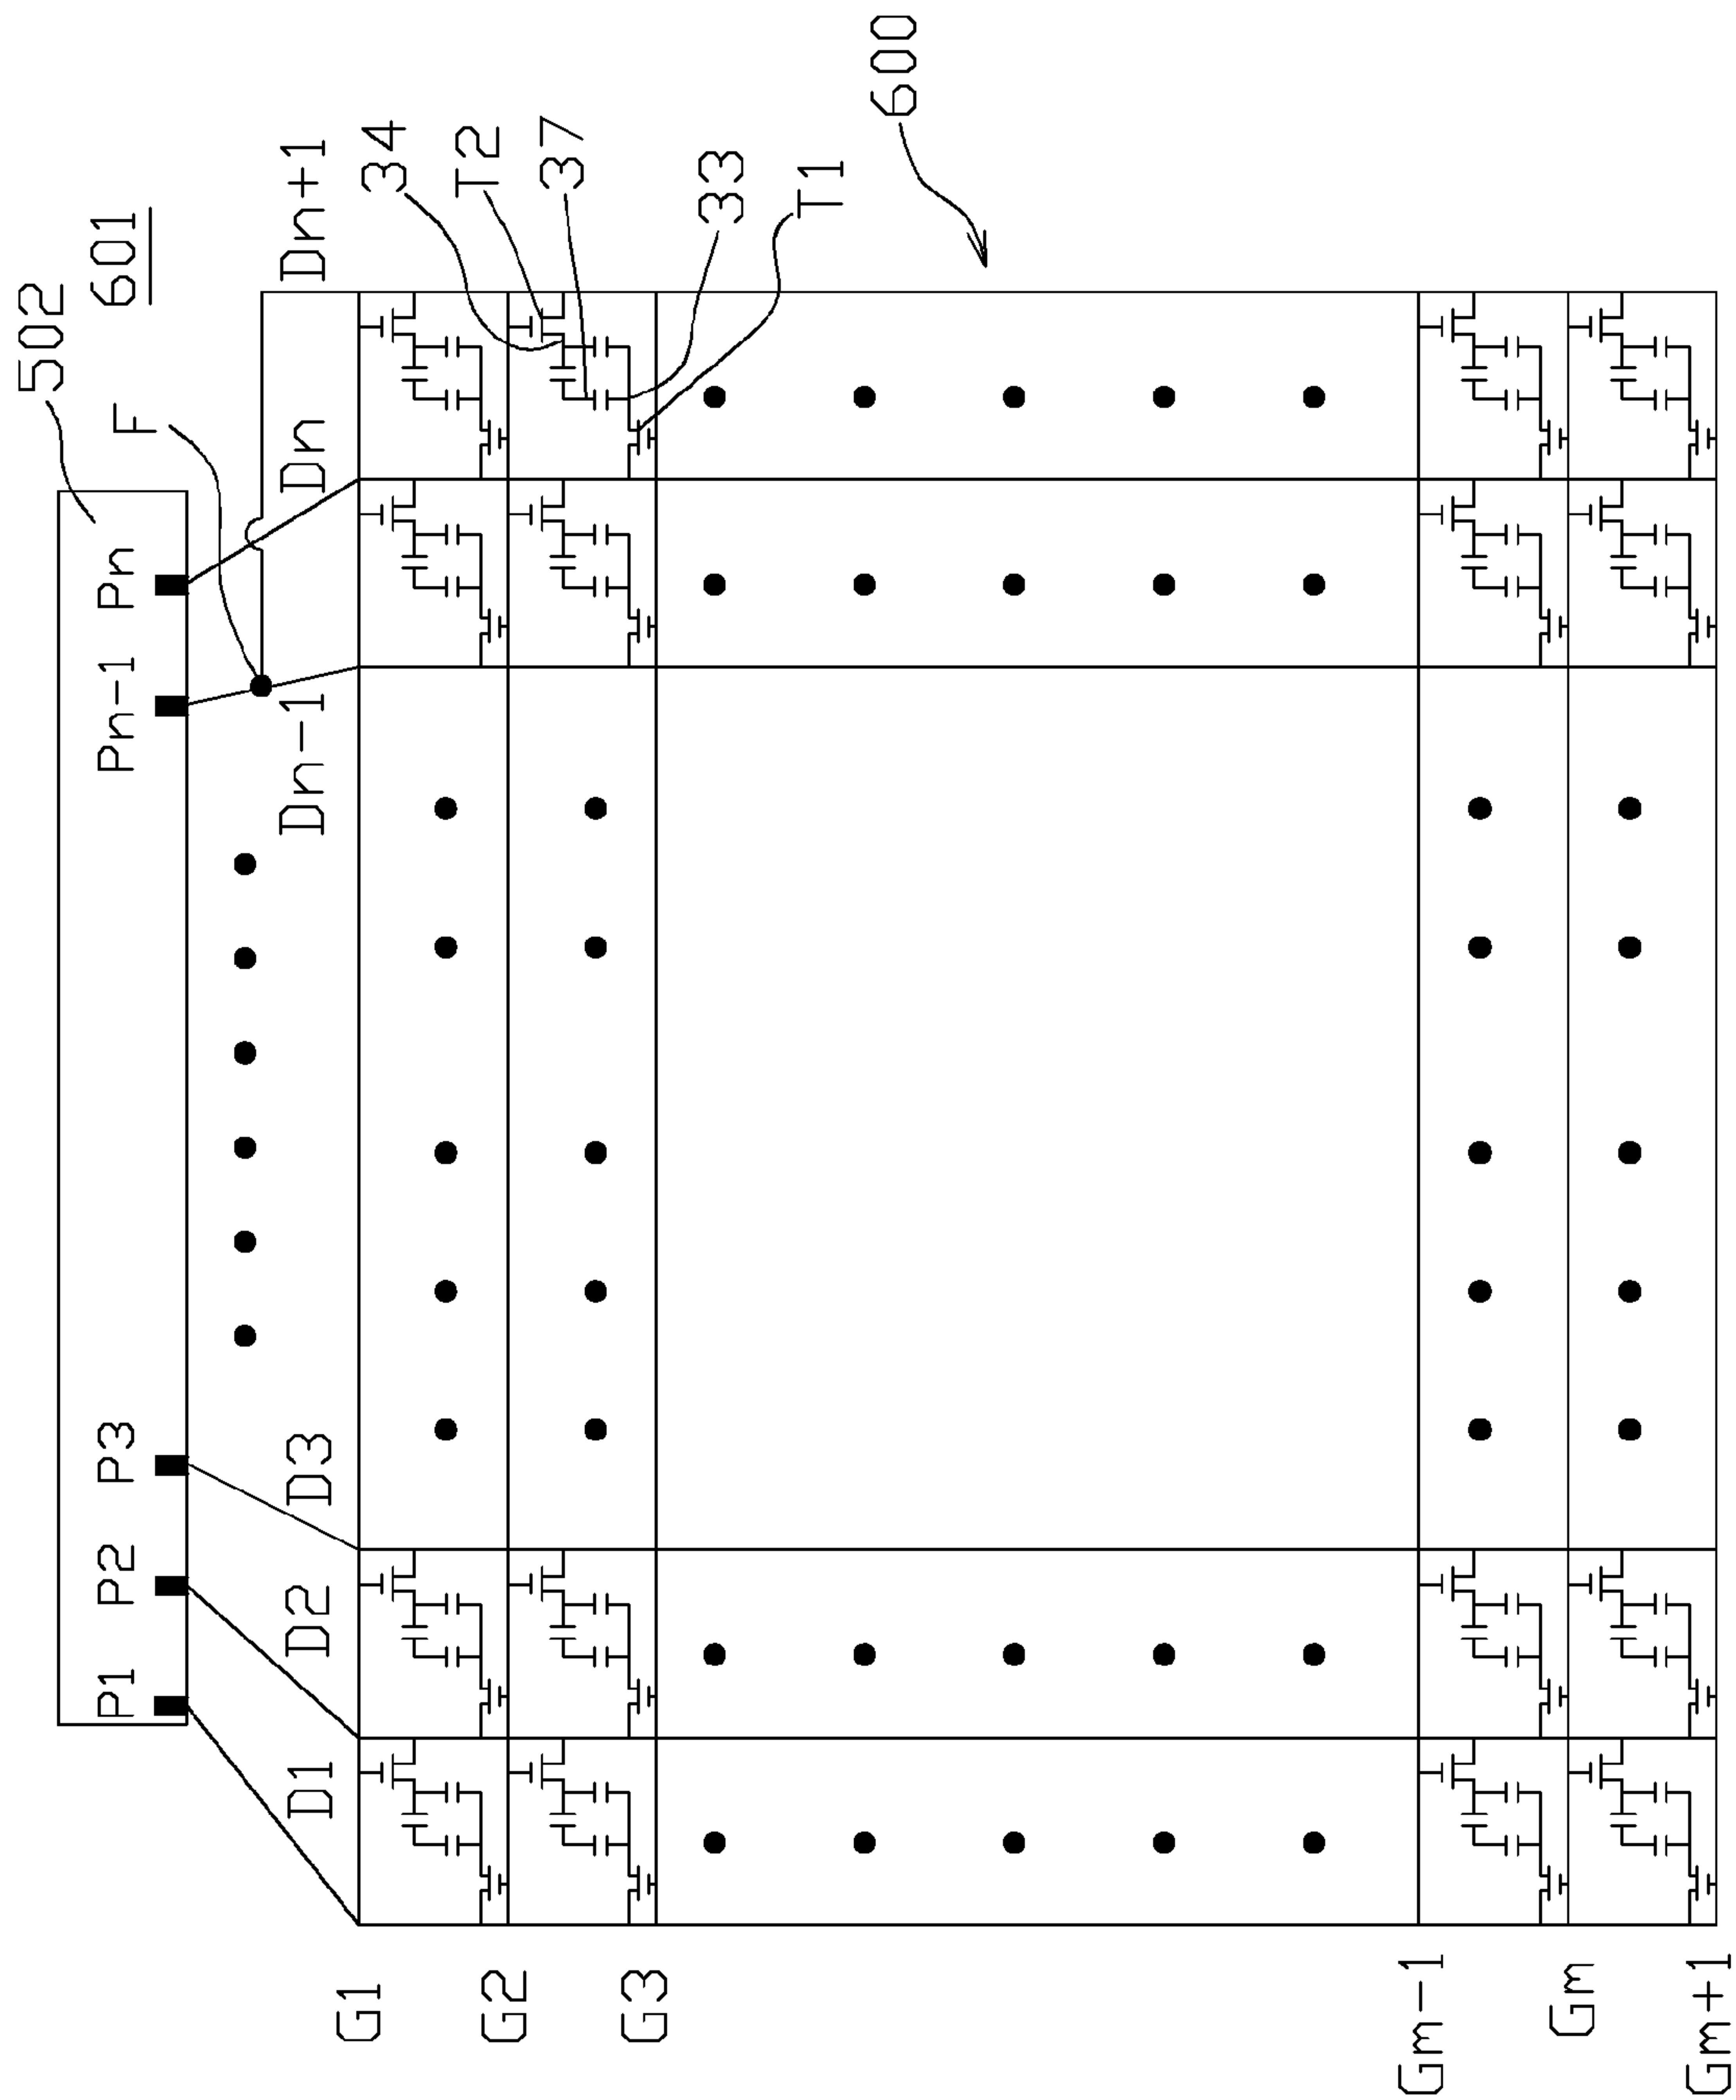 502
601
P1
P2
P3
Pn-1
Pn
F
D1
D2
D3
Dn-1
Dn
Dn+1
34
T2
37
33
T1
600
G1
G2
G3
Gm-1
Gm
Gm+1